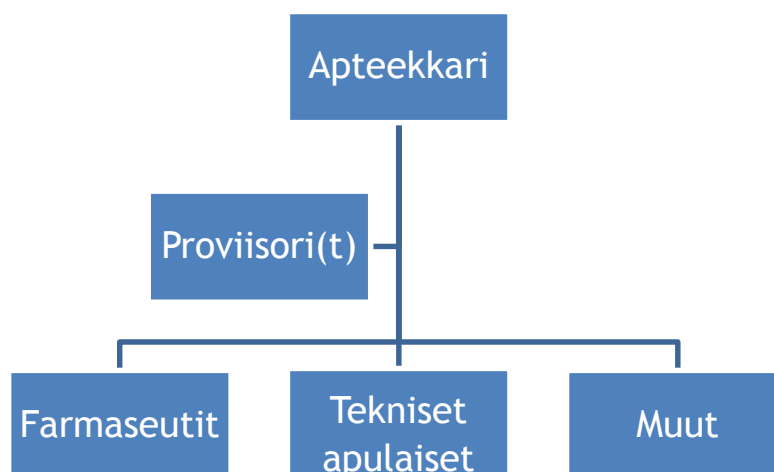 Apteekkari
Proviisori(t)
Farmaseutit
Tekniset
apulaiset
Muut